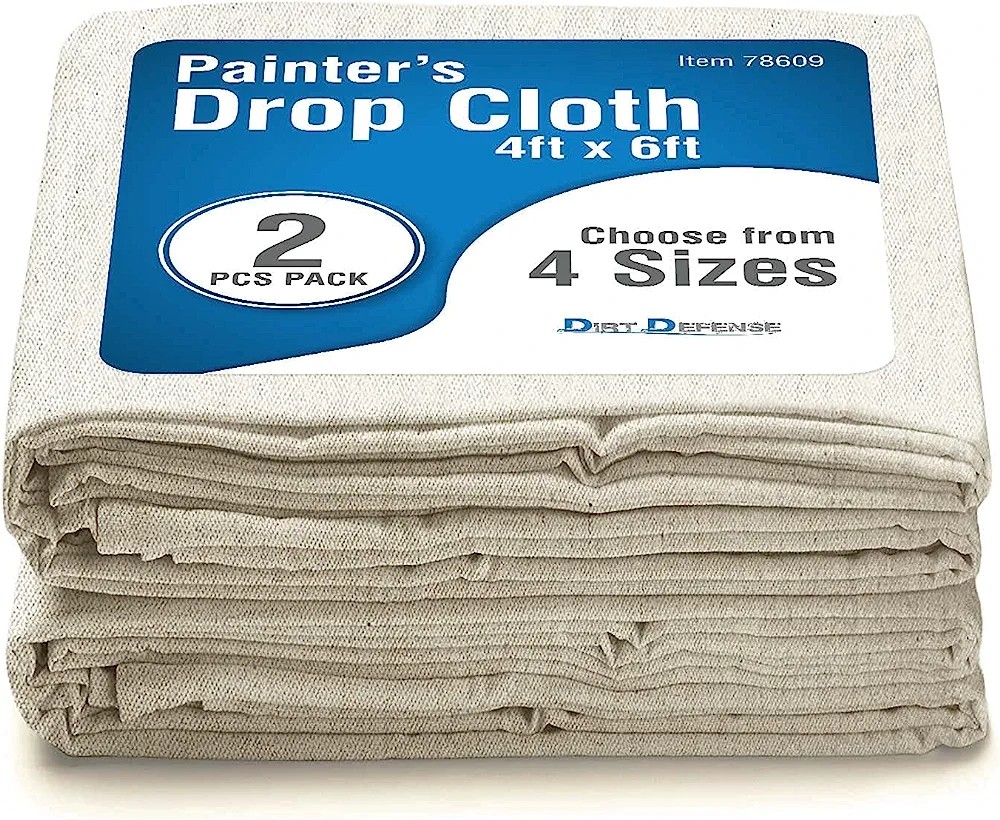 Painter's
Item 78609
Drop Cloth
4ft x 6ft
2
PCS PACK
Choose from
4 Sizes
DIRT DEFENSE